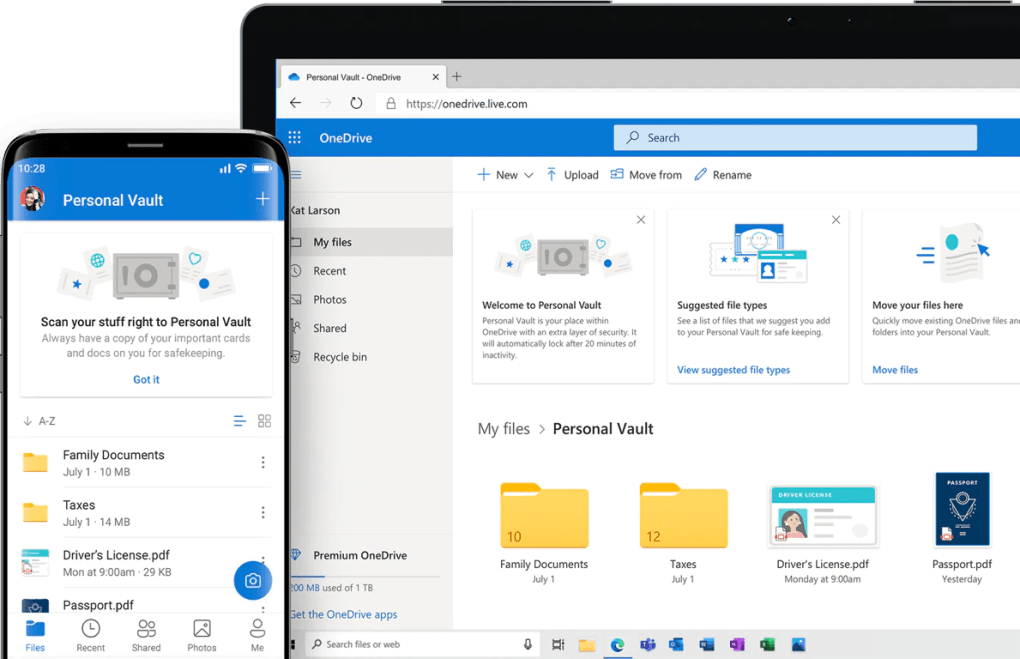 10:28
Personal Vault
Scan your stuff right to Personal Vault
Always have a copy of your important cards
and docs on you for safekeeping.
Got it
A-Z
Family Documents
July 1 · 10 MB
Taxes
July 1 · 14 MB
Driver's License.pdf
Mon at 9:00am · 29 KB
Passport.pdf
Files
Recent
Shared
Photos
Me
Personal Vault - OneDrive
https://onedrive.live.com
OneDrive
Search
New
Upload
Move from
Rename
Kat Larson
My files
Recent
Photos
Shared
Recycle bin
Premium OneDrive
200 MB used of 1 TB
Get the OneDrive apps
Welcome to Personal Vault
Personal Vault is your place within
OneDrive with an extra layer of security. It
will automatically lock after 20 minutes of
inactivity.
Suggested file types
See a list of files that we suggest you add
to your Personal Vault for safe keeping.
View suggested file types
Move your files here
Quickly move existing OneDrive files and
folders into your Personal Vault.
Move files
My files > Personal Vault
10
Family Documents
July 1
12
Taxes
July 1
DRIVER LICENSE
Driver's License.pdf
Monday at 9:00am
PASSPORT
Passport.pdf
Yesterday
Search files or web